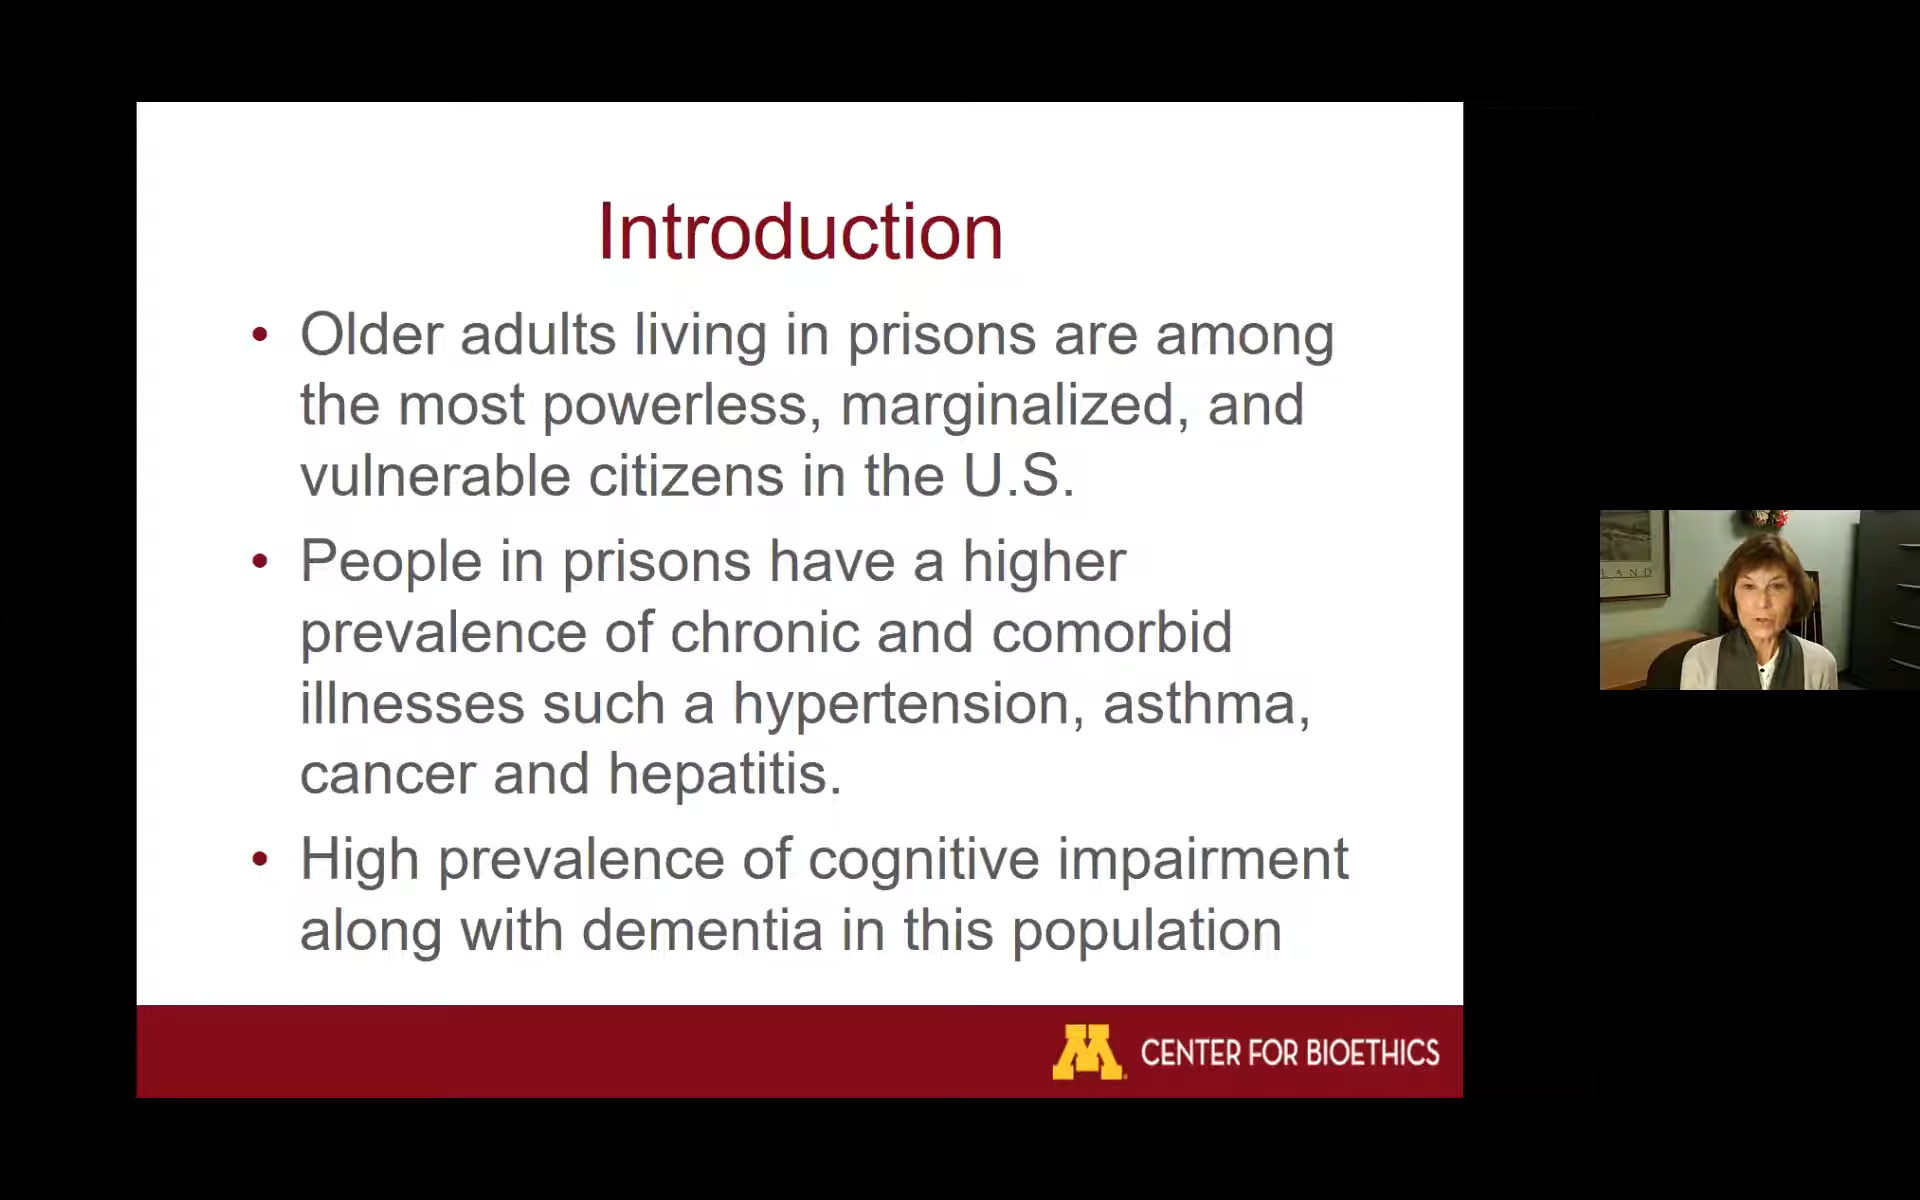 Introduction
• Older adults living in prisons are among
the most powerless, marginalized, and
vulnerable citizens in the U.S.
• People in prisons have a higher
prevalence of chronic and comorbid
illnesses such a hypertension, asthma,
cancer and hepatitis.
• High prevalence of cognitive impairment
along with dementia in this population
M CENTER FOR BIOETHICS
LAND